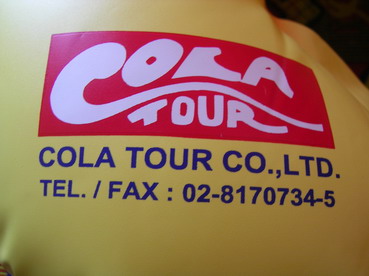 COLA
TOUR
COLA TOUR CO.,LTD.
TEL. / FAX : 02-8170734-5